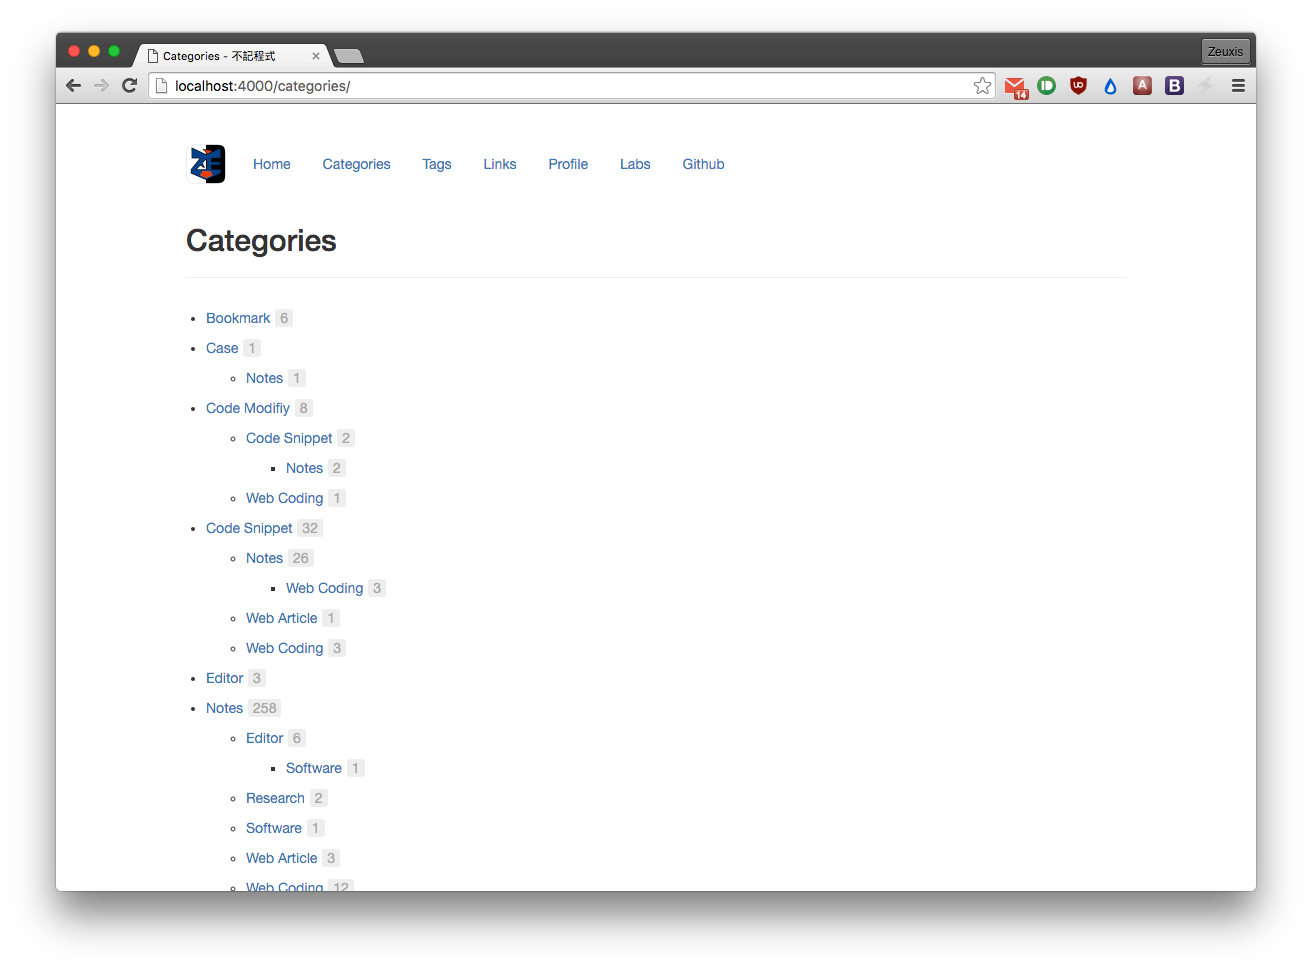 Categories - 不記程式
Zeuxis
localhost:4000/categories/
14
Home Categories Tags Links Profile Labs Github
Categories
Bookmark 6
Case 1
Notes 1
Code Modifiy 8
Code Snippet 2
Notes 2
Web Coding 1
Code Snippet 32
Notes 26
Web Coding 3
Web Article 1
Web Coding 3
Editor 3
Notes 258
Editor 6
Software 1
Research 2
Software 1
Web Article 3
Web Coding 12